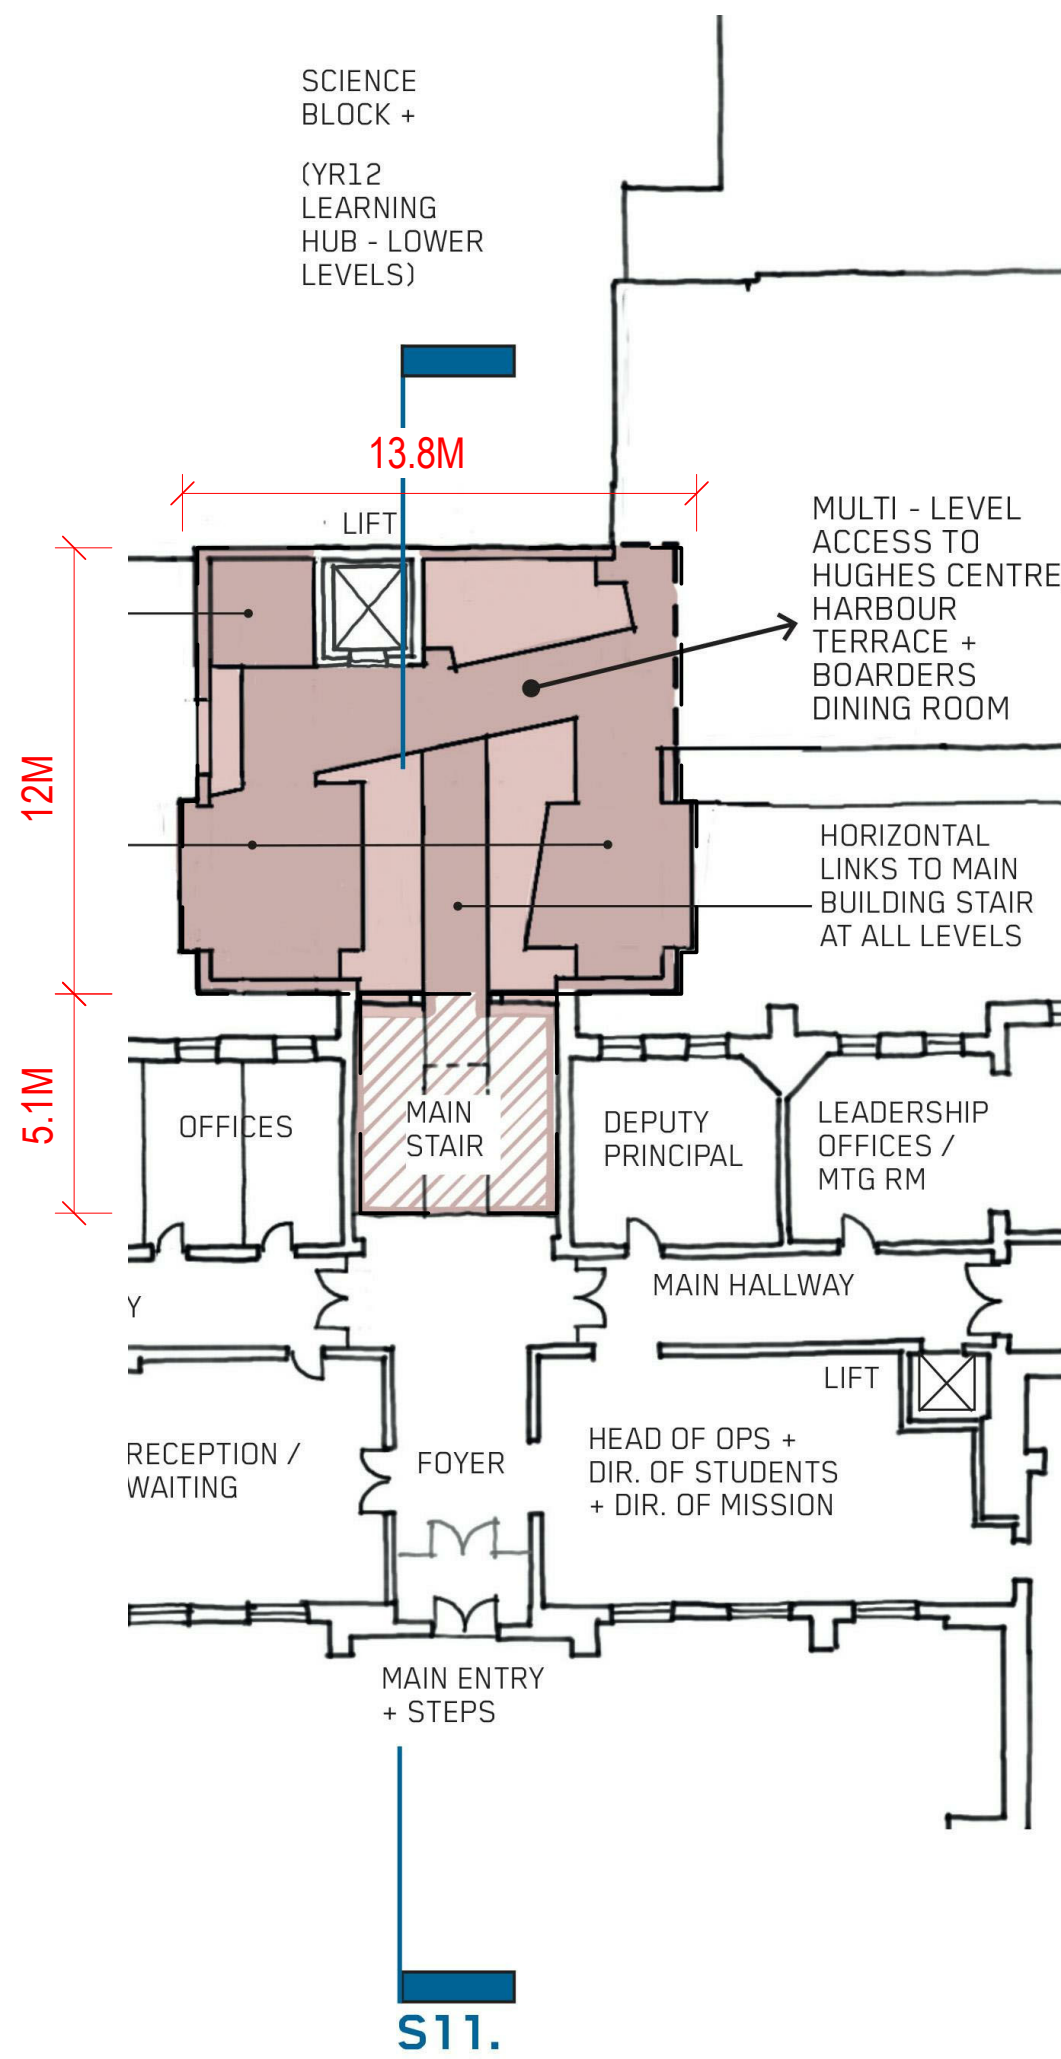 SCIENCE
BLOCK +
(YR12
LEARNING
HUB - LOWER
LEVELS)
13.8M
LIFT
MULTI - LEVEL
ACCESS TO
HUGHES CENTRE
HARBOUR
TERRACE +
BOARDERS
DINING ROOM
12M
HORIZONTAL
LINKS TO MAIN
BUILDING STAIR
AT ALL LEVELS
5.1M
OFFICES
MAIN
STAIR
DEPUTY
PRINCIPAL
LEADERSHIP
OFFICES /
MTG RM
Y
MAIN HALLWAY
LIFT
RECEPTION /
WAITING
FOYER
HEAD OF OPS +
DIR. OF STUDENTS
+ DIR. OF MISSION
MAIN ENTRY
+ STEPS
S11.